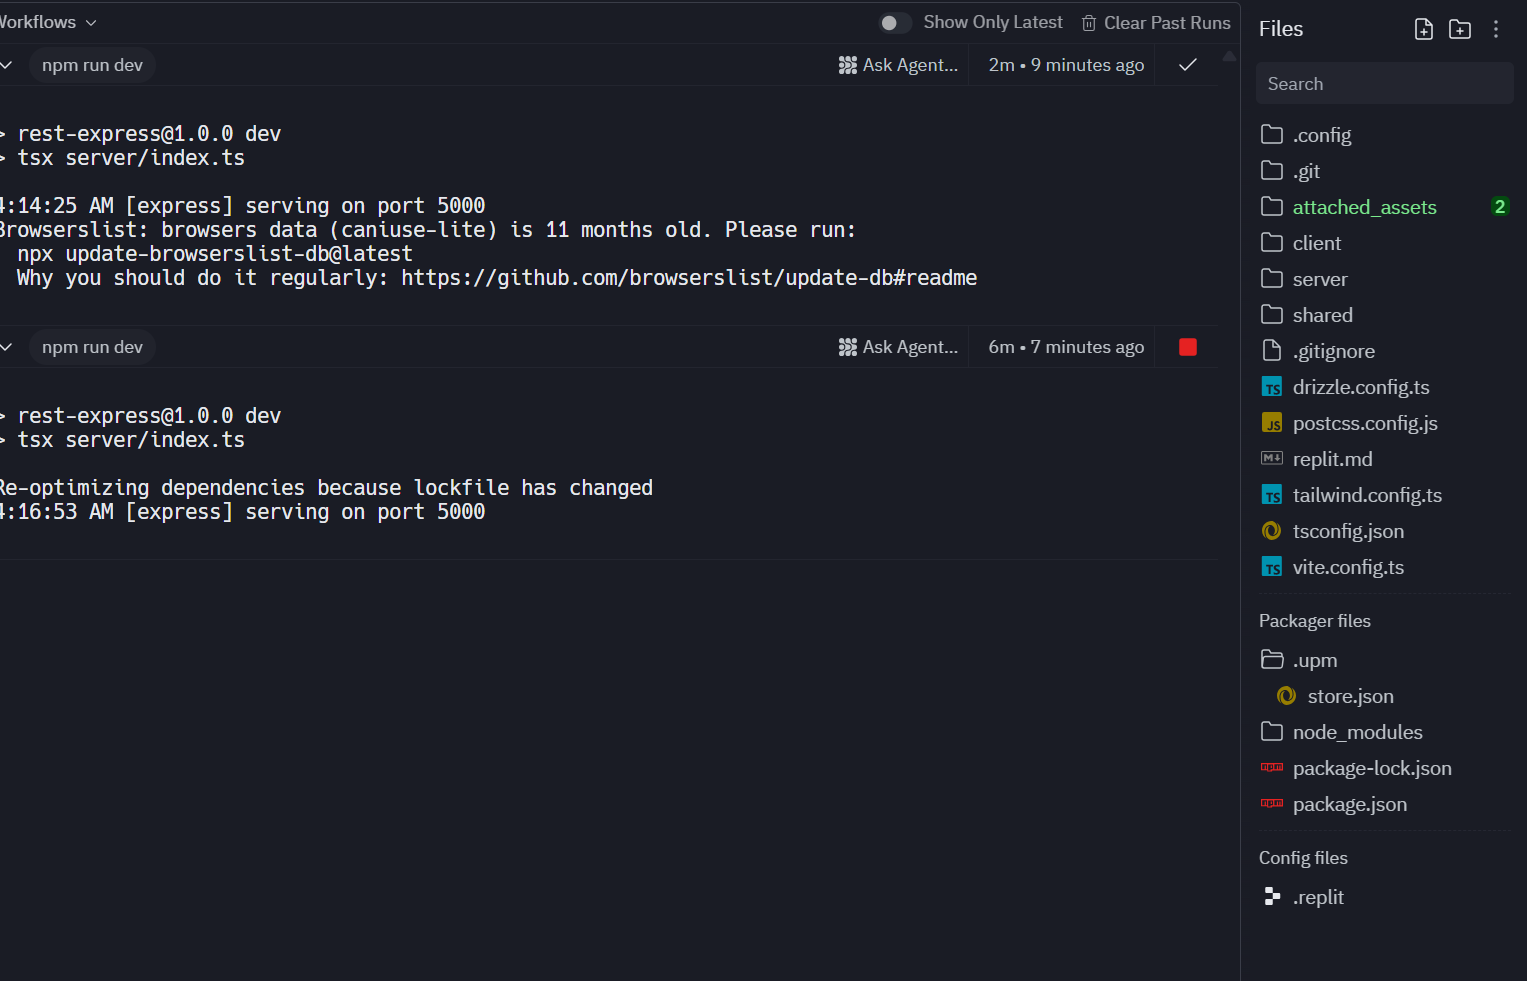 Workflows
Show Only Latest
Clear Past Runs
npm run dev
Ask Agent...
2m • 9 minutes ago
> rest-express@1.0.0 dev
> tsx server/index.ts
4:14:25 AM [express] serving on port 5000
Browserslist: browsers data (caniuse-lite) is 11 months old. Please run:
npx update-browserslist-db@latest
Why you should do it regularly: https://github.com/browserslist/update-db#readme
npm run dev
Ask Agent...
6m • 7 minutes ago
> rest-express@1.0.0 dev
> tsx server/index.ts
Re-optimizing dependencies because lockfile has changed
4:16:53 AM [express] serving on port 5000
Files
Search
.config
.git
attached_assets 2
client
server
shared
.gitignore
TS drizzle.config.ts
JS postcss.config.js
M↓ replit.md
TS tailwind.config.ts
tsconfig.json
TS vite.config.ts
Packager files
.upm
store.json
node_modules
npm package-lock.json
npm package.json
Config files
.replit